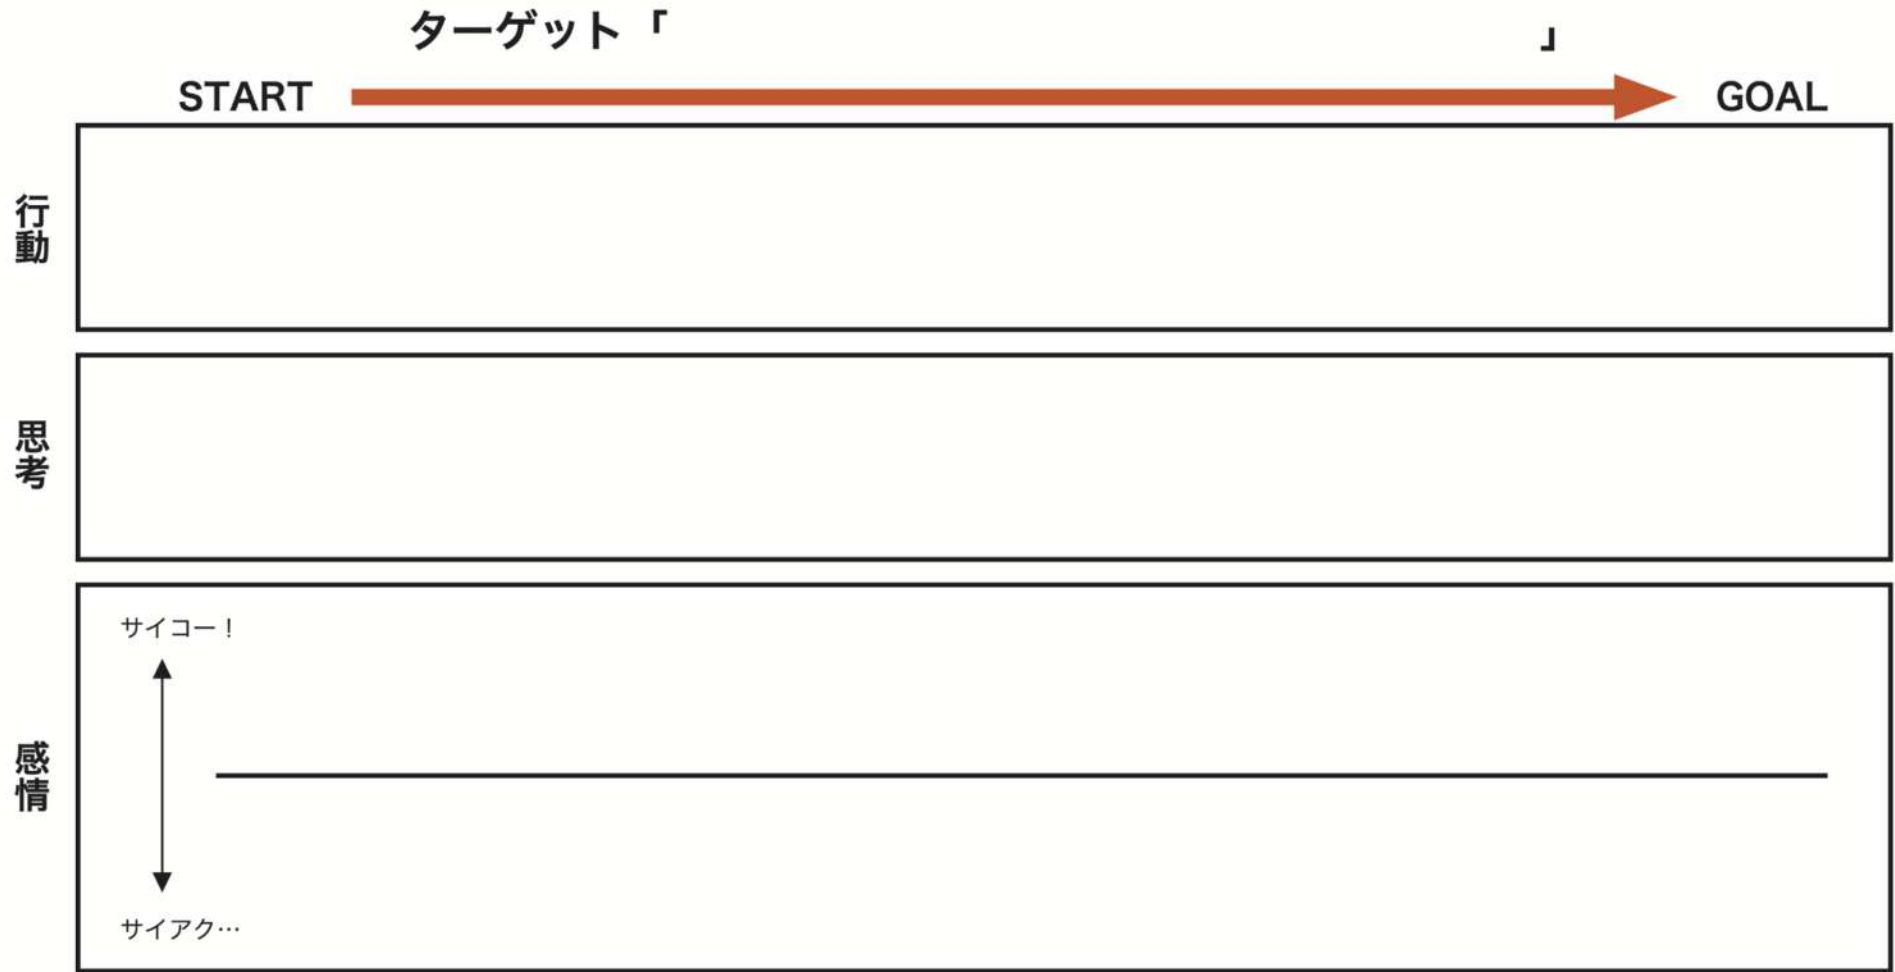 ターゲット「　　　　　　　　　　」
START
GOAL
行動
思考
感情
サイコー！
サイアク…